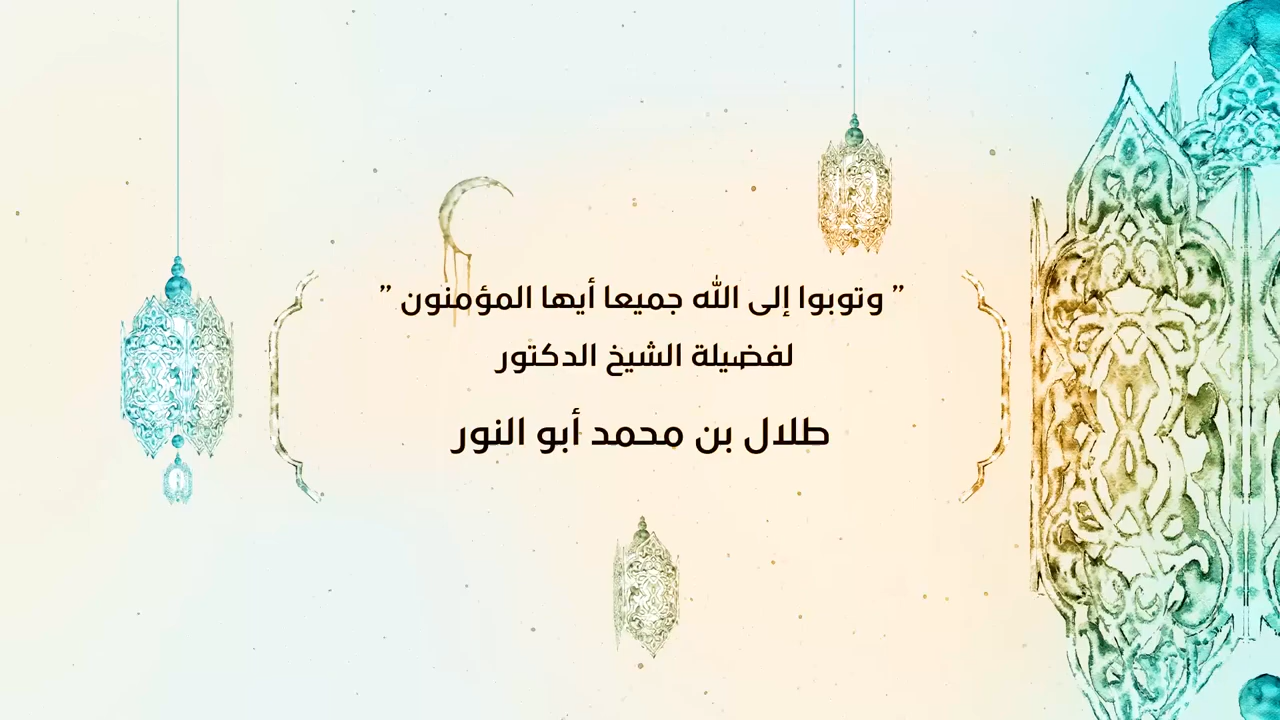 ” وتوبوا إلى الله جميعا أيها المؤمنون ”
لفضيلة الشيخ الدكتور
طلال بن محمد أبو النور